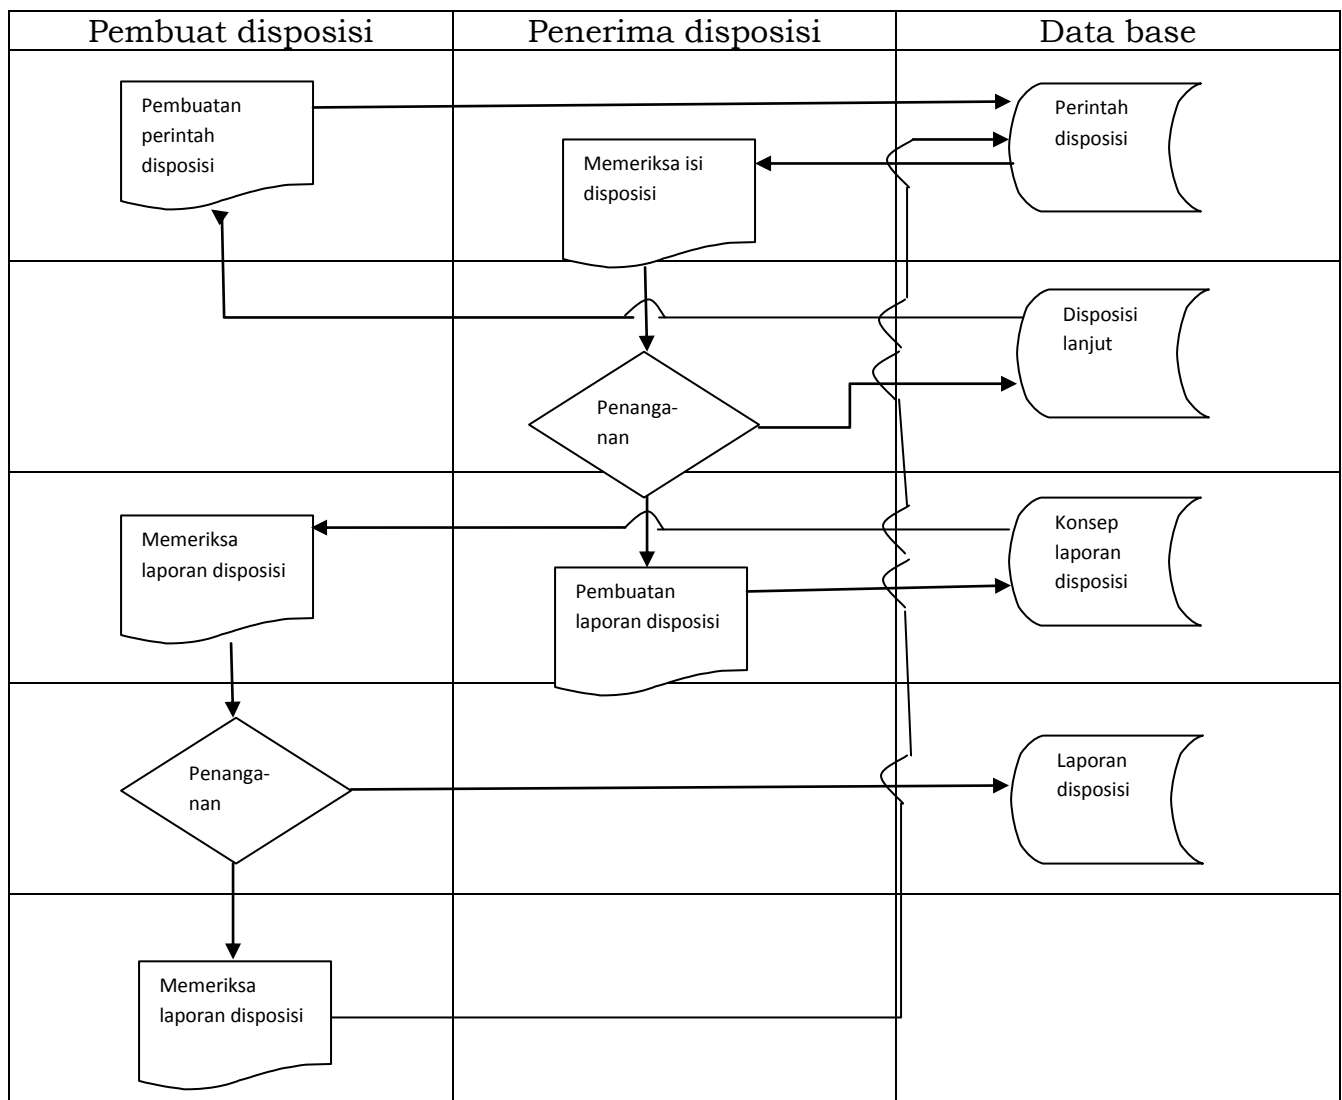 Pembuat disposisi
Penerima disposisi
Data base
Pembuatan
perintah
disposisi
Memeriksa isi
disposisi
Perintah
disposisi
Disposisi
lanjut
Penanga-
nan
Memeriksa
laporan disposisi
Pembuatan
laporan disposisi
Konsep
laporan
disposisi
Penanga-
nan
Laporan
disposisi
Memeriksa
laporan disposisi